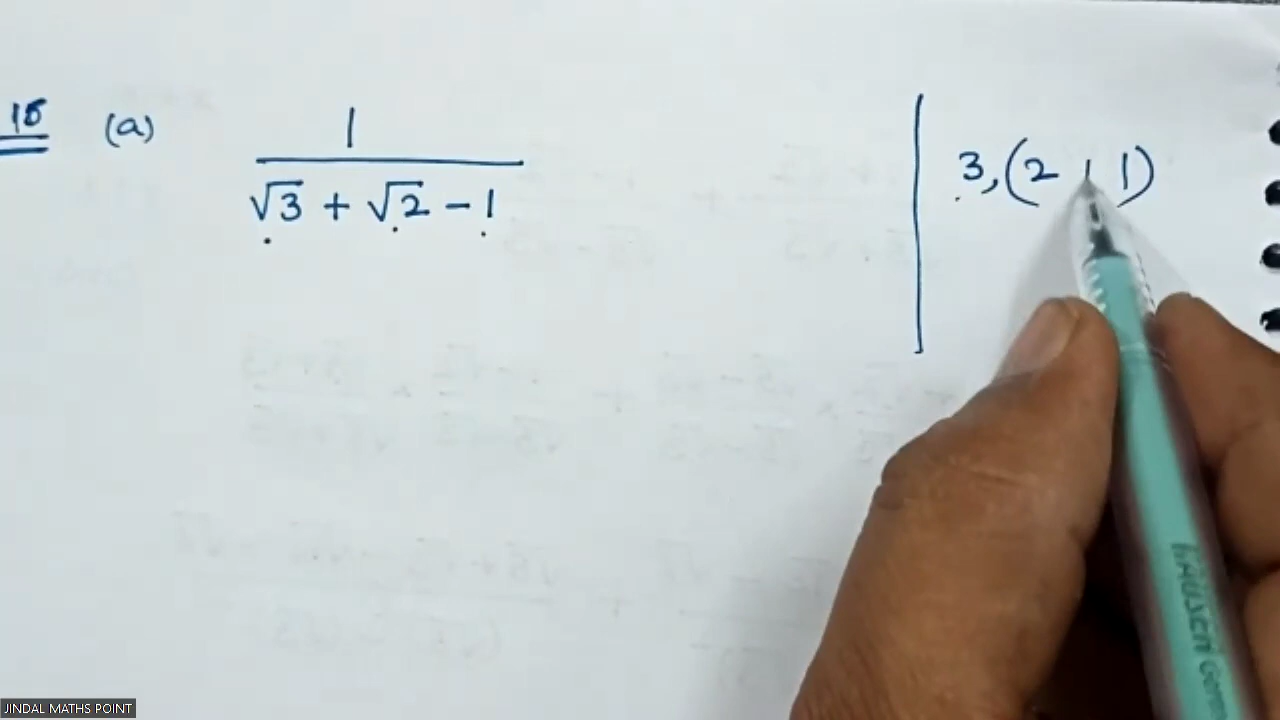 18 (a) 1 / (√3 + √2 - 1)
3, (2 , 1)
JINDAL MATHS POINT